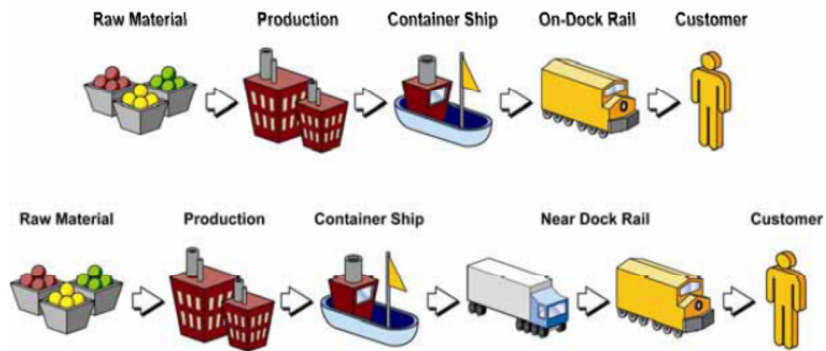 Raw Material Production Container Ship On-Dock Rail Customer
Raw Material Production Container Ship Near Dock Rail Customer